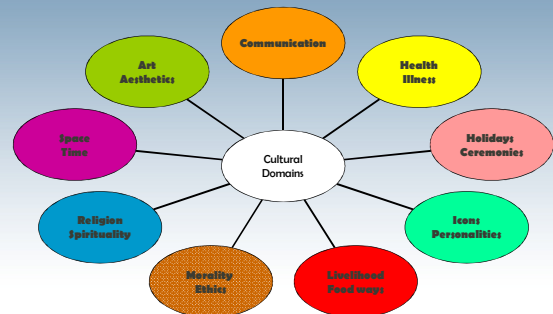 Communication
Art
Aesthetics
Health
Illness
Space
Time
Cultural
Domains
Holidays
Ceremonies
Religion
Spirituality
Icons
Personalities
Morality
Ethics
Livelihood
Food ways